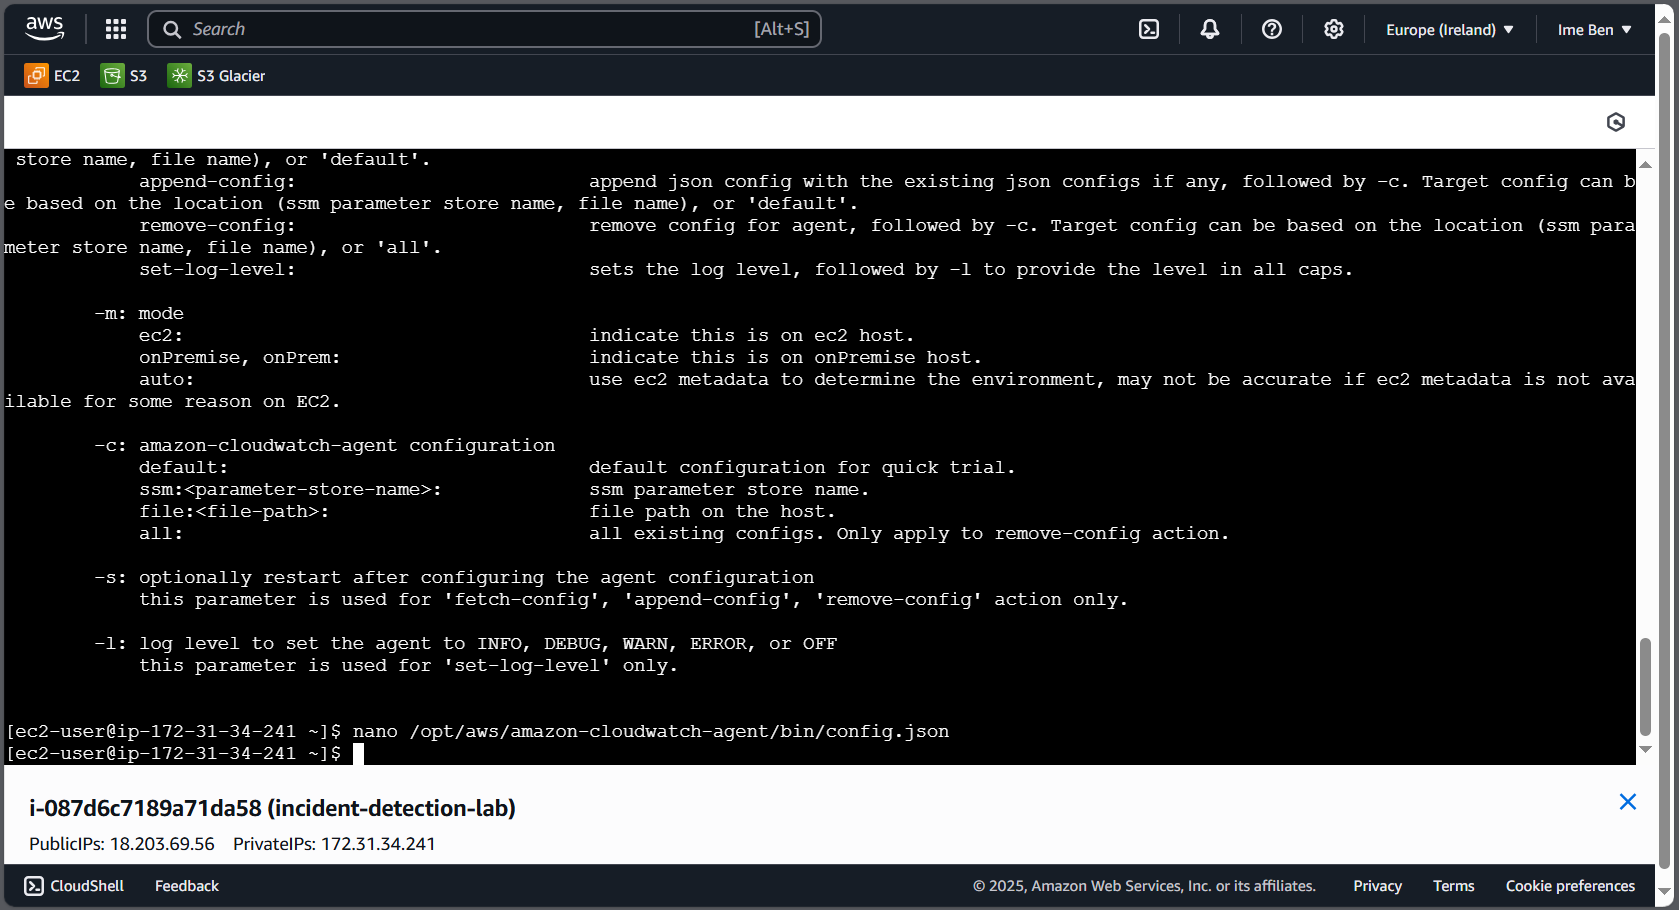 aws
Search [Alt+S]
Europe (Ireland) ▼
Ime Ben ▼
EC2 S3 S3 Glacier
store name, file name), or 'default'.
append-config: append json config with the existing json configs if any, followed by -c. Target config can b
e based on the location (ssm parameter store name, file name), or 'default'.
remove-config: remove config for agent, followed by -c. Target config can be based on the location (ssm para
meter store name, file name), or 'all'.
set-log-level: sets the log level, followed by -l to provide the level in all caps.
-m: mode
ec2: indicate this is on ec2 host.
onPremise, onPrem: indicate this is on onPremise host.
auto: use ec2 metadata to determine the environment, may not be accurate if ec2 metadata is not ava
ilable for some reason on EC2.
-c: amazon-cloudwatch-agent configuration
default: default configuration for quick trial.
ssm:<parameter-store-name>: ssm parameter store name.
file:<file-path>: file path on the host.
all: all existing configs. Only apply to remove-config action.
-s: optionally restart after configuring the agent configuration
this parameter is used for 'fetch-config', 'append-config', 'remove-config' action only.
-l: log level to set the agent to INFO, DEBUG, WARN, ERROR, or OFF
this parameter is used for 'set-log-level' only.
[ec2-user@ip-172-31-34-241 ~]$ nano /opt/aws/amazon-cloudwatch-agent/bin/config.json
[ec2-user@ip-172-31-34-241 ~]$
i-087d6c7189a71da58 (incident-detection-lab)
PublicIPs: 18.203.69.56 PrivateIPs: 172.31.34.241
CloudShell Feedback © 2025, Amazon Web Services, Inc. or its affiliates. Privacy Terms Cookie preferences